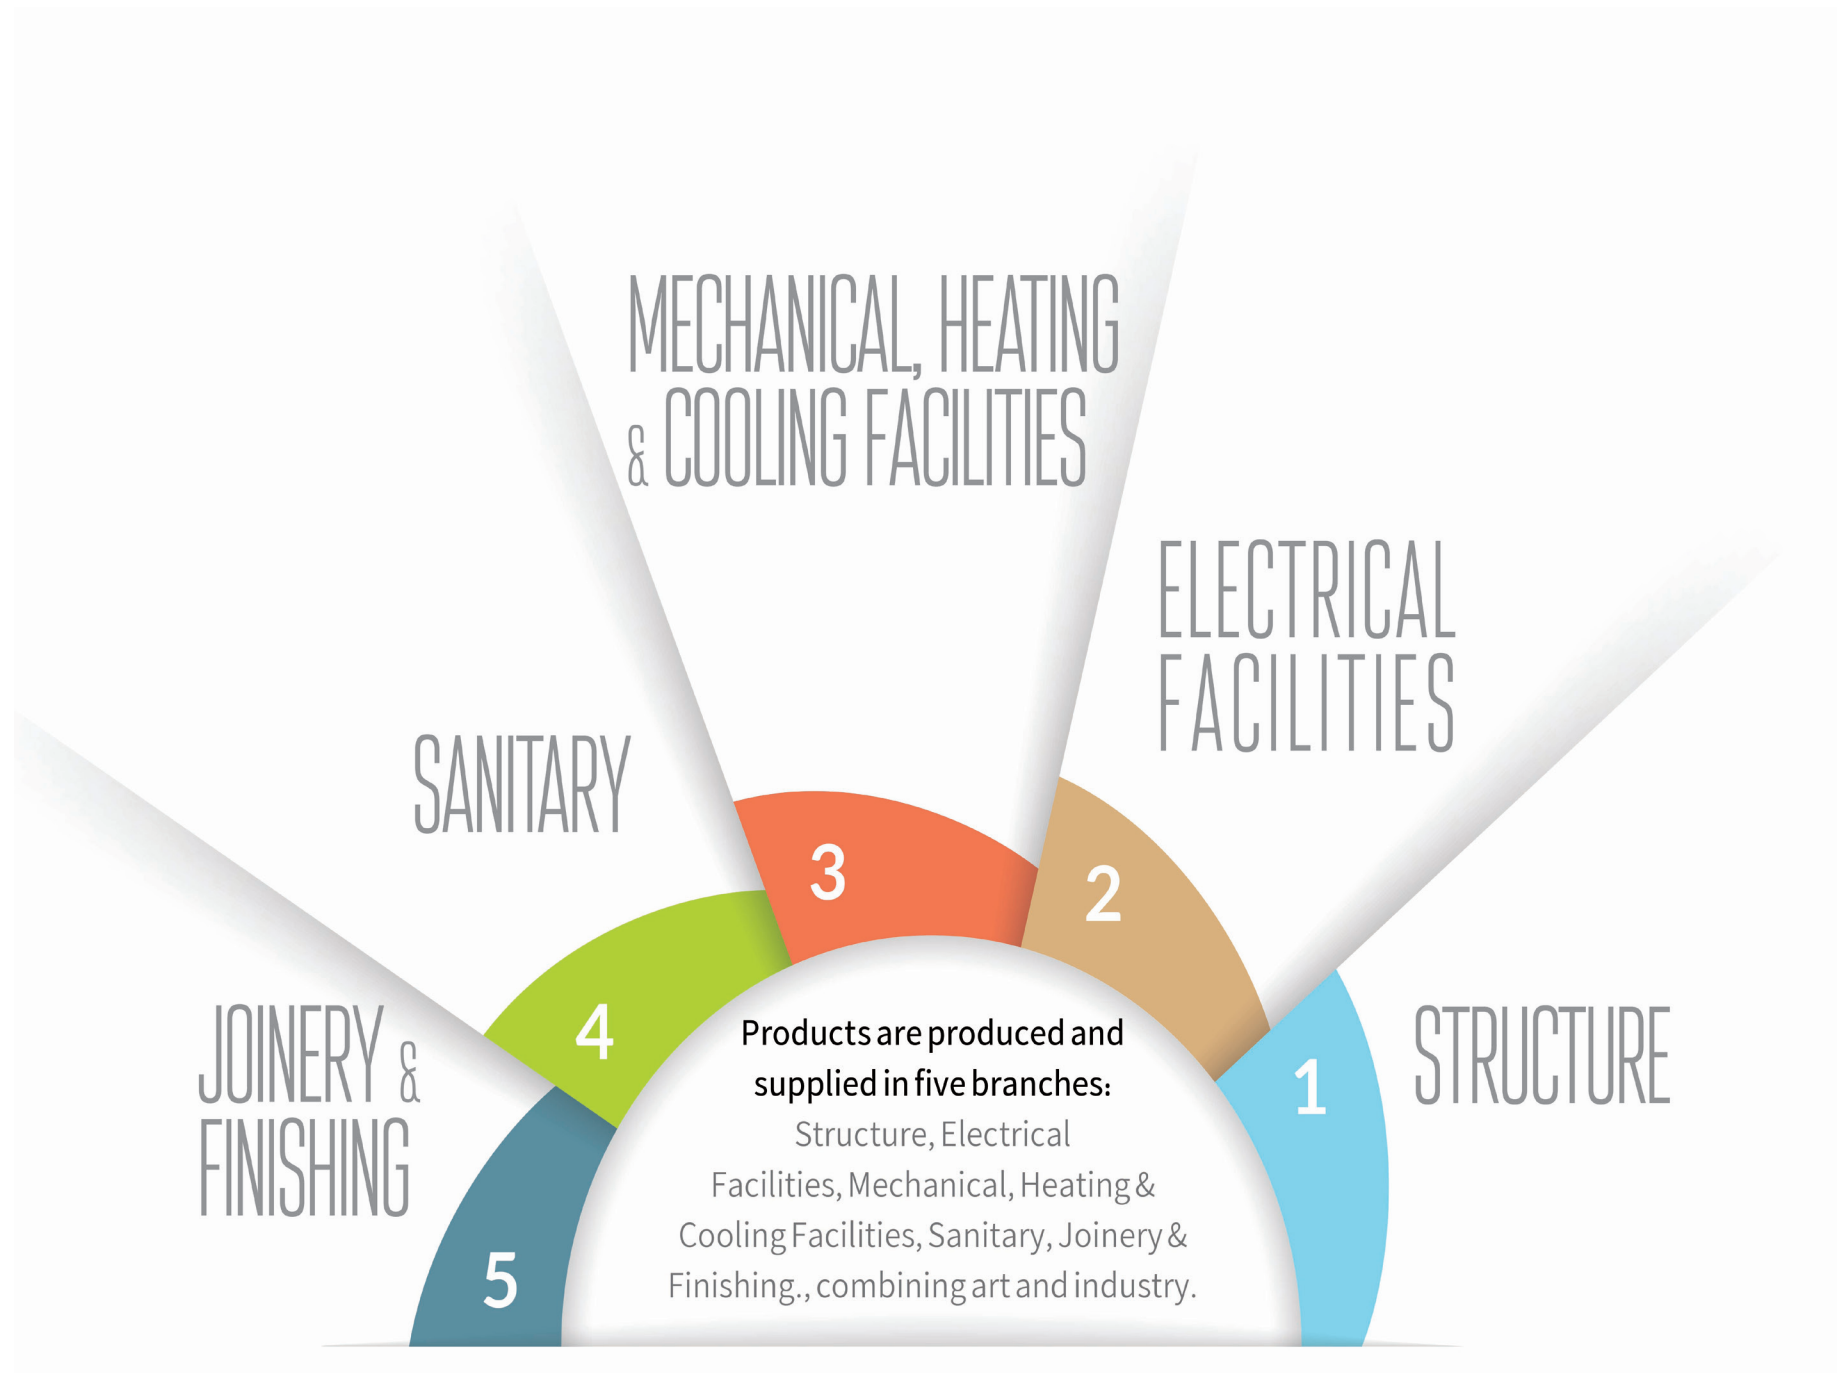 MECHANICAL, HEATING
& COOLING FACILITIES
ELECTRICAL
FACILITIES
SANITARY
JOINERY &
FINISHING
STRUCTURE
3
2
4
1
5
Products are produced and
supplied in five branches:
Structure, Electrical
Facilities, Mechanical, Heating &
Cooling Facilities, Sanitary, Joinery &
Finishing., combining art and industry.